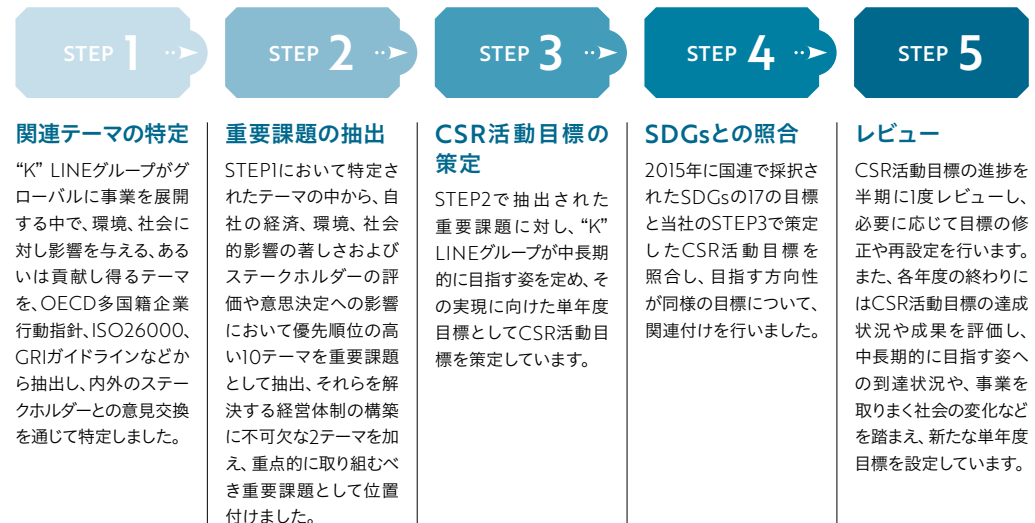 STEP 1
関連テーマの特定
“K” LINEグループがグ
ローバルに事業を展開
する中で、環境、社会に
対し影響を与える、ある
いは貢献し得るテーマ
を、OECD多国籍企業
行動指針、ISO26000、
GRIガイドラインなどか
ら抽出し、内外のステー
クホルダーとの意見交換
を通じて特定しました。
STEP 2
重要課題の抽出
STEP1において特定さ
れたテーマの中から、自
社の経済、環境、社会
的影響の著しさおよび
ステークホルダーの評
価や意思決定への影響
において優先順位の高
い10テーマを重要課題
として抽出、それらを解
決する経営体制の構築
に不可欠な2テーマを加
え、重点的に取り組むべ
き重要課題として位置
付けました。
STEP 3
CSR活動目標の
策定
STEP2で抽出された
重要課題に対し、“K”
LINEグループが中長期
的に目指す姿を定め、そ
の実現に向けた単年度
目標としてCSR活動目
標を策定しています。
STEP 4
SDGsとの照合
2015年に国連で採択さ
れたSDGsの17の目標
と当社のSTEP3で策定
したCSR活動目標を
照合し、目指す方向性
が同様の目標について、
関連付けを行いました。
STEP 5
レビュー
CSR活動目標の進捗を
半期に1度レビューし、
必要に応じて目標の修
正や再設定を行います。
また、各年度の終わりに
はCSR活動目標の達成
状況や成果を評価し、
中長期的に目指す姿へ
の到達状況や、事業を
取りまく社会の変化など
を踏まえ、新たな単年度
目標を設定しています。